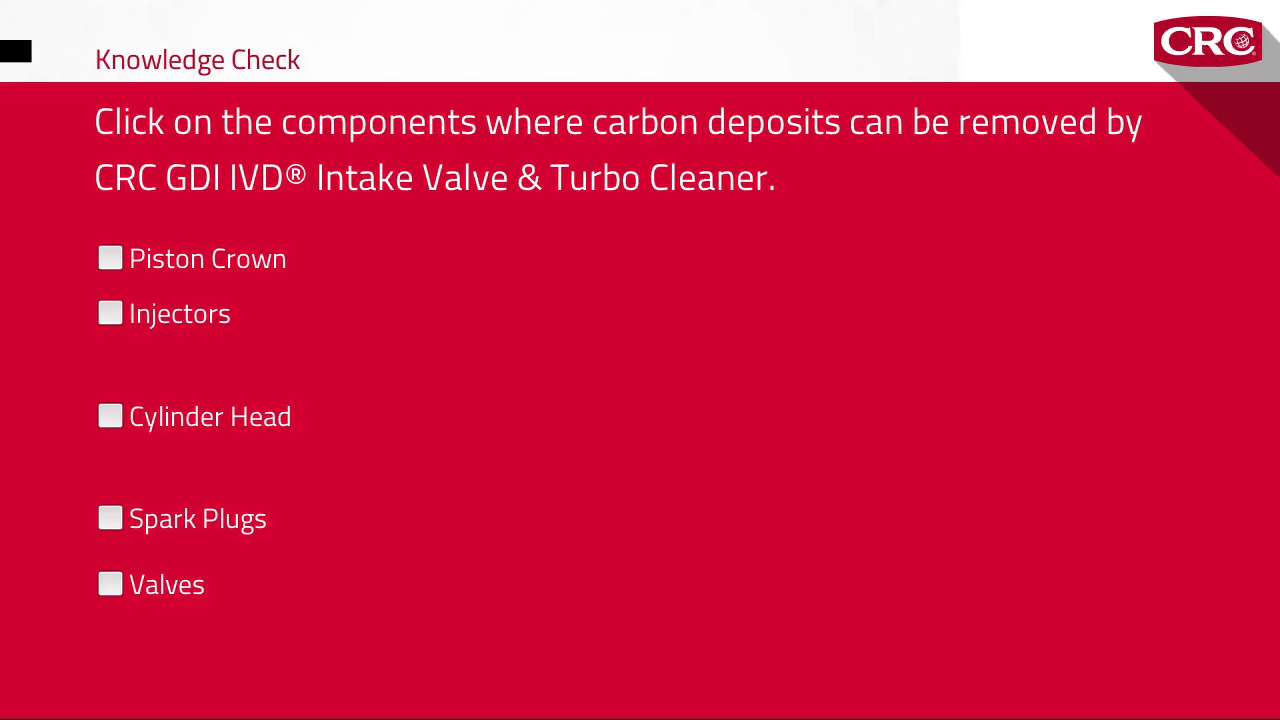 CRC
Knowledge Check
Click on the components where carbon deposits can be removed by
CRC GDI IVD® Intake Valve & Turbo Cleaner.
Piston Crown
Injectors
Cylinder Head
Spark Plugs
Valves